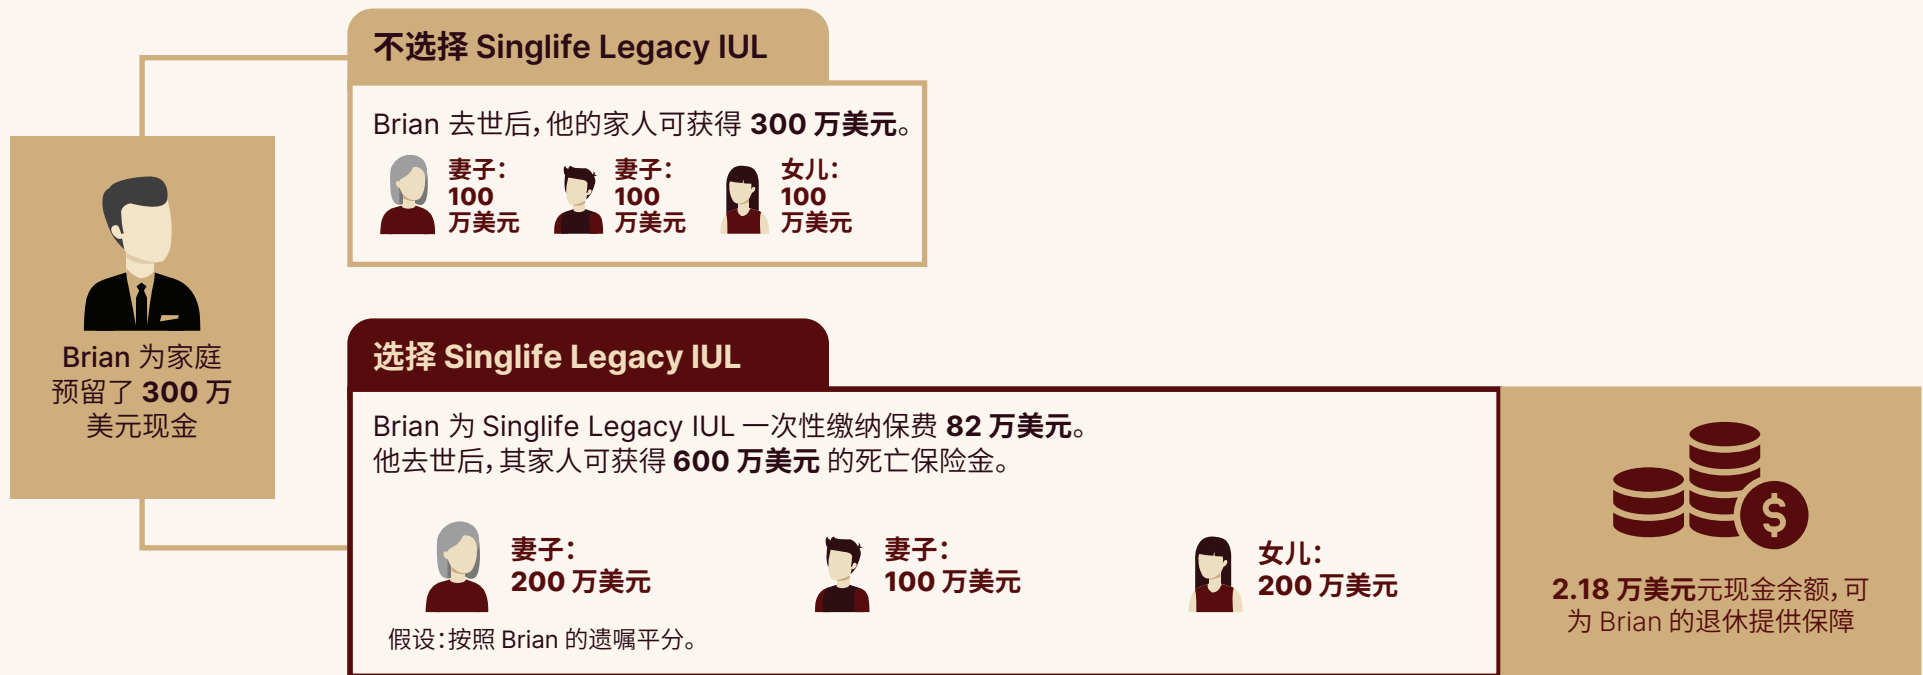 不选择 Singlife Legacy IUL
Brian 去世后，他的家人可获得 300 万美元。
妻子：
100
万美元
妻子：
100
万美元
女儿：
100
万美元
Brian 为家庭
预留了 300 万
美元现金
选择 Singlife Legacy IUL
Brian 为 Singlife Legacy IUL 一次性缴纳保费 82 万美元。
他去世后，其家人可获得 600 万美元 的死亡保险金。
妻子：
200 万美元
妻子：
100 万美元
女儿：
200 万美元
假设：按照 Brian 的遗嘱平分。
$
2.18 万美元元现金余额，可
为 Brian 的退休提供保障